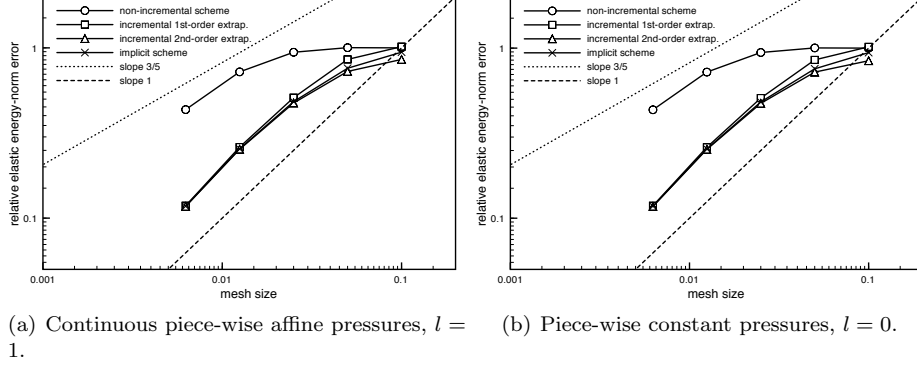 non-incremental scheme
incremental 1st-order extrap.
incremental 2nd-order extrap.
implicit scheme
slope 3/5
slope 1
1
0.1
relative elastic energy-norm error
0.001
0.01
0.1
mesh size
(a) Continuous piece-wise affine pressures, l =
1.
non-incremental scheme
incremental 1st-order extrap.
incremental 2nd-order extrap.
implicit scheme
slope 3/5
slope 1
1
0.1
relative elastic energy-norm error
0.001
0.01
0.1
mesh size
(b) Piece-wise constant pressures, l = 0.